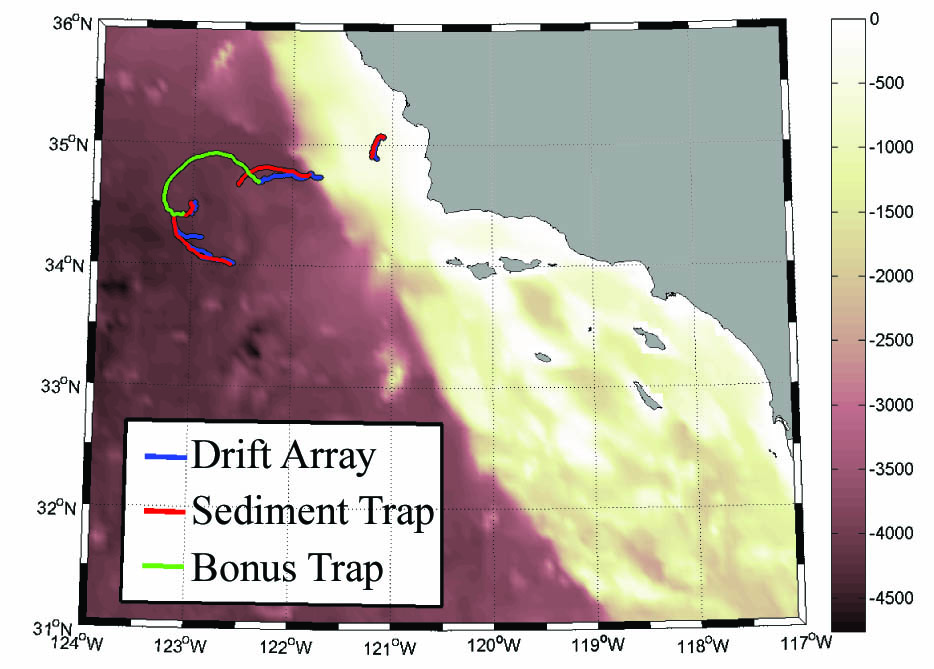 36°N
35°N
34°N
33°N
32°N
31°N
124°W
123°W
122°W
121°W
120°W
119°W
118°W
117°W
Drift Array
Sediment Trap
Bonus Trap
0
-500
-1000
-1500
-2000
-2500
-3000
-3500
-4000
-4500